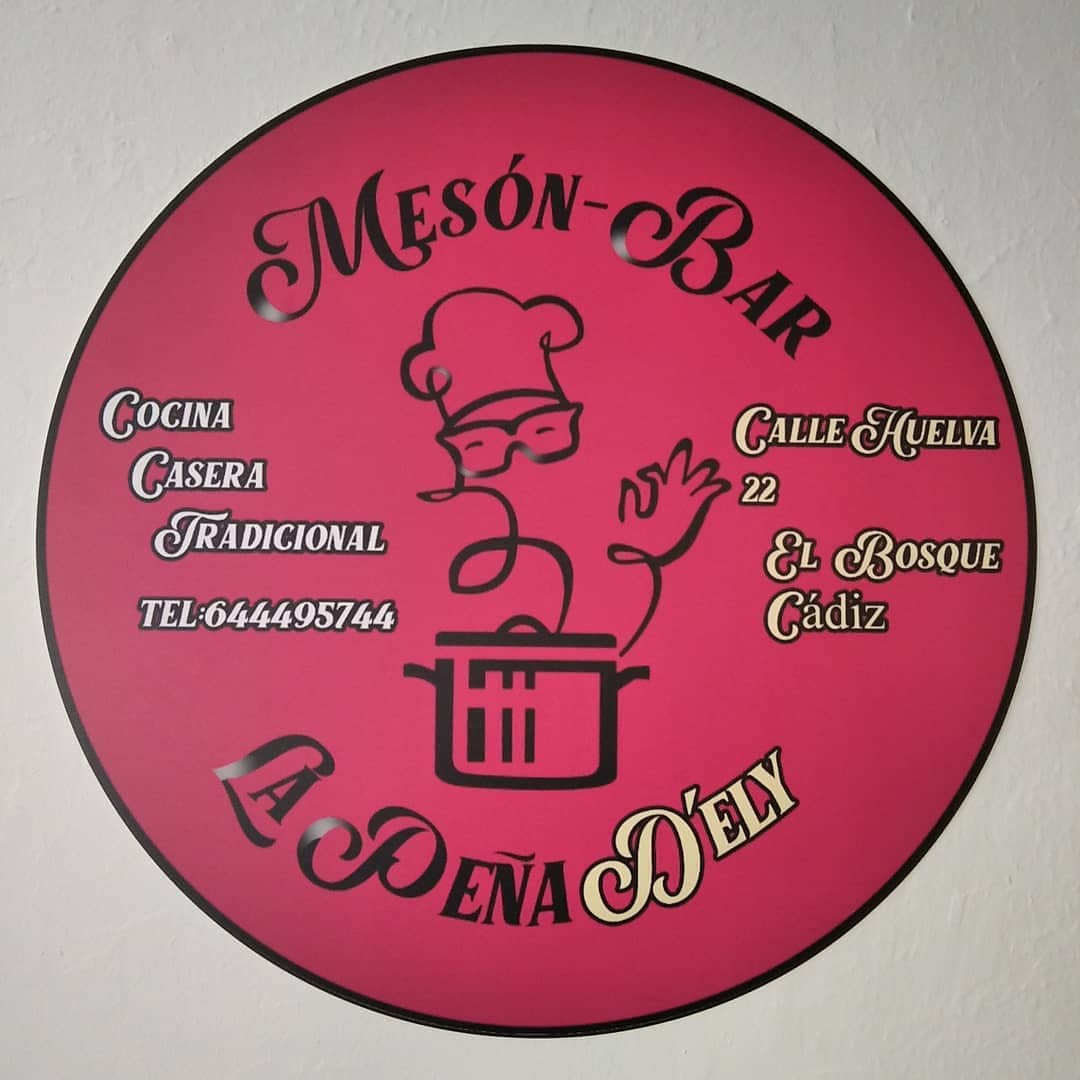 Mesón-Bar
Cocina
Casera
Tradicional
TEL:644495744
Calle Huelva
22
El Bosque
Cádiz
La Peña D'ely